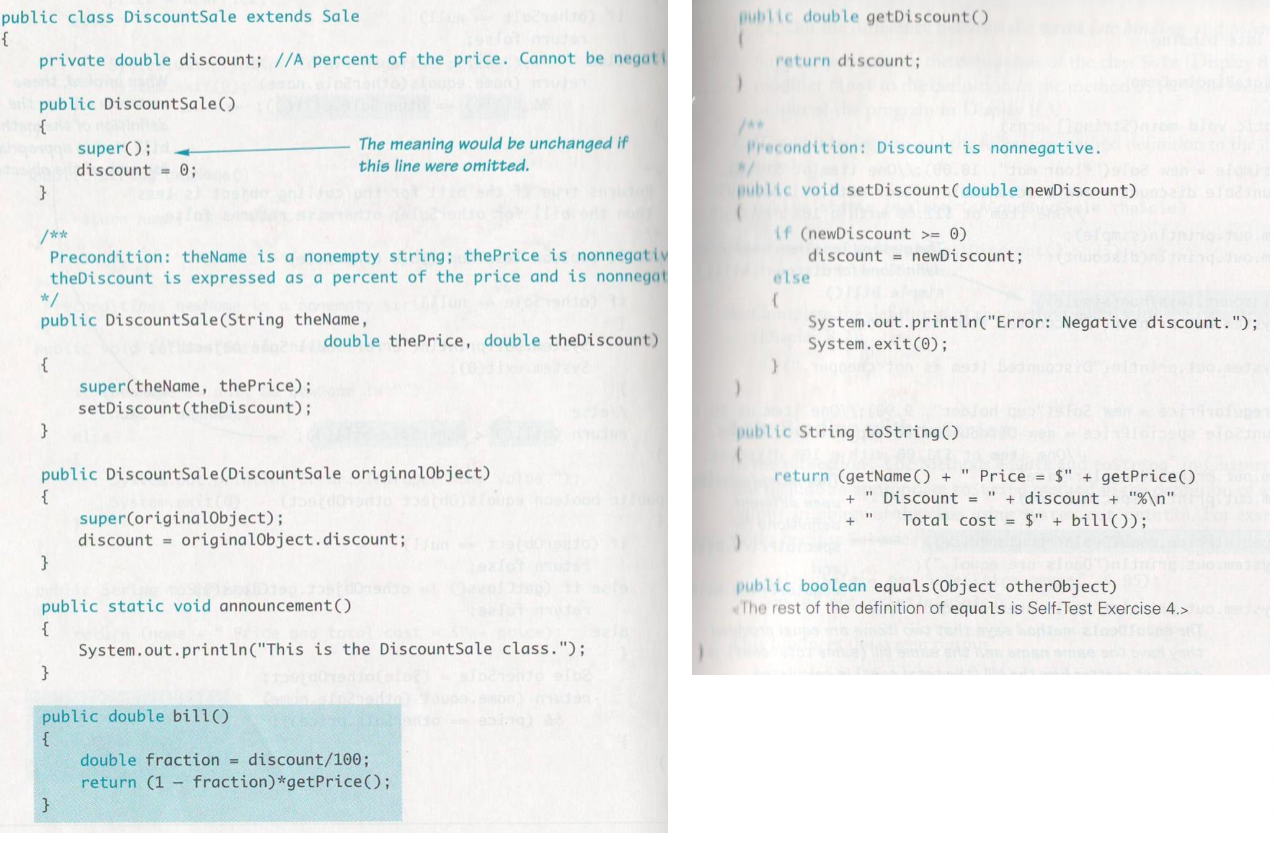 public class DiscountSale extends Sale
{
private double discount; //A percent of the price. Cannot be negati
public DiscountSale()
{
super();
The meaning would be unchanged if
this line were omitted.
discount = 0;
}
/**
Precondition: theName is a nonempty string; thePrice is nonnegativ
theDiscount is expressed as a percent of the price and is nonnegat
*/
public DiscountSale(String theName,
double thePrice, double theDiscount)
{
super(theName, thePrice);
setDiscount(theDiscount);
}
public DiscountSale(DiscountSale originalObject)
{
super(originalObject);
discount = originalObject.discount;
}
public static void announcement()
{
System.out.println("This is the DiscountSale class.");
}
public double bill()
{
double fraction = discount/100;
return (1 – fraction)*getPrice();
}
public double getDiscount()
{
return discount;
}
/**
Precondition: Discount is nonnegative.
*/
public void setDiscount(double newDiscount)
{
if (newDiscount >= 0)
discount = newDiscount;
else
{
System.out.println("Error: Negative discount.");
System.exit(0);
}
}
public String toString()
{
return (getName() + " Price = $" + getPrice()
+ " Discount = " + discount + "%\n"
+ "   Total cost = $" + bill());
}
public boolean equals(Object otherObject)
<The rest of the definition of equals is Self-Test Exercise 4.>
}